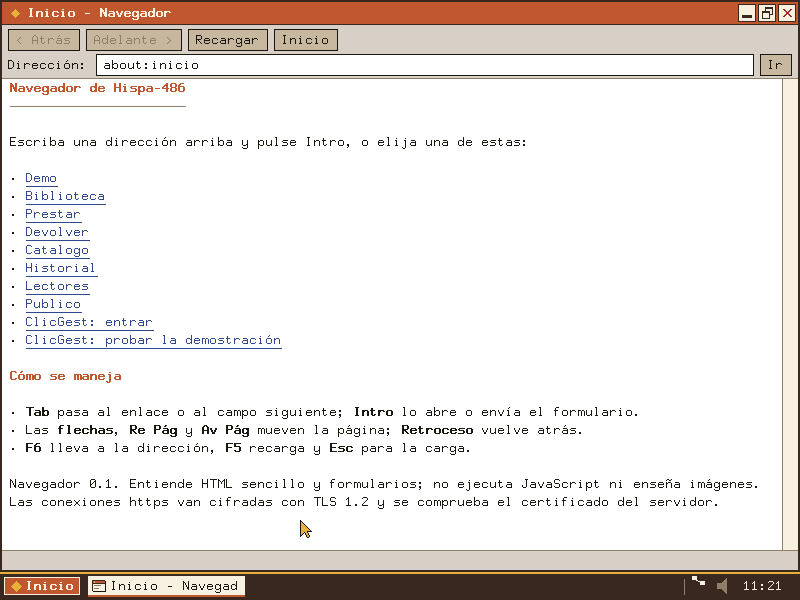 Inicio - Navegador
< Atrás Adelante > Recargar Inicio
Dirección: about:inicio Ir
Navegador de Hispa-486
Escriba una dirección arriba y pulse Intro, o elija una de estas:
· Demo
· Biblioteca
· Prestar
· Devolver
· Catalogo
· Historial
· Lectores
· Publico
· ClicGest: entrar
· ClicGest: probar la demostración
Cómo se maneja
· Tab pasa al enlace o al campo siguiente; Intro lo abre o envía el formulario.
· Las flechas, Re Pág y Av Pág mueven la página; Retroceso vuelve atrás.
· F6 lleva a la dirección, F5 recarga y Esc para la carga.
Navegador 0.1. Entiende HTML sencillo y formularios; no ejecuta JavaScript ni enseña imágenes.
Las conexiones https van cifradas con TLS 1.2 y se comprueba el certificado del servidor.
Inicio Inicio - Navegad 11:21